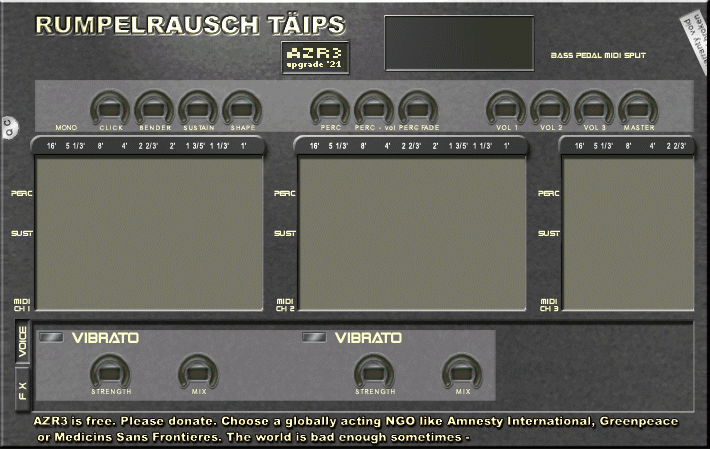 RUMPELRAUSCH TÄIPS
AZR3
upgrade '21
BASS PEDAL MIDI SPLIT
warranty void
broken
QC
MONO CLICK BENDER SUSTAIN SHAPE PERC PERC - vol PERC FADE VOL 1 VOL 2 VOL 3 MASTER
16' 5 1/3' 8' 4' 2 2/3' 2' 1 3/5' 1 1/3' 1' 16' 5 1/3' 8' 4' 2 2/3' 2' 1 3/5' 1 1/3' 1' 16' 5 1/3' 8' 4' 2 2/3'
PERC PERC PERC
SUST SUST SUST
MIDI MIDI MIDI
CH 1 CH 2 CH 3
VOICE
VIBRATO VIBRATO
STRENGTH MIX STRENGTH MIX
FX
AZR3 is free. Please donate. Choose a globally acting NGO like Amnesty International, Greenpeace
or Medicins Sans Frontieres. The world is bad enough sometimes -